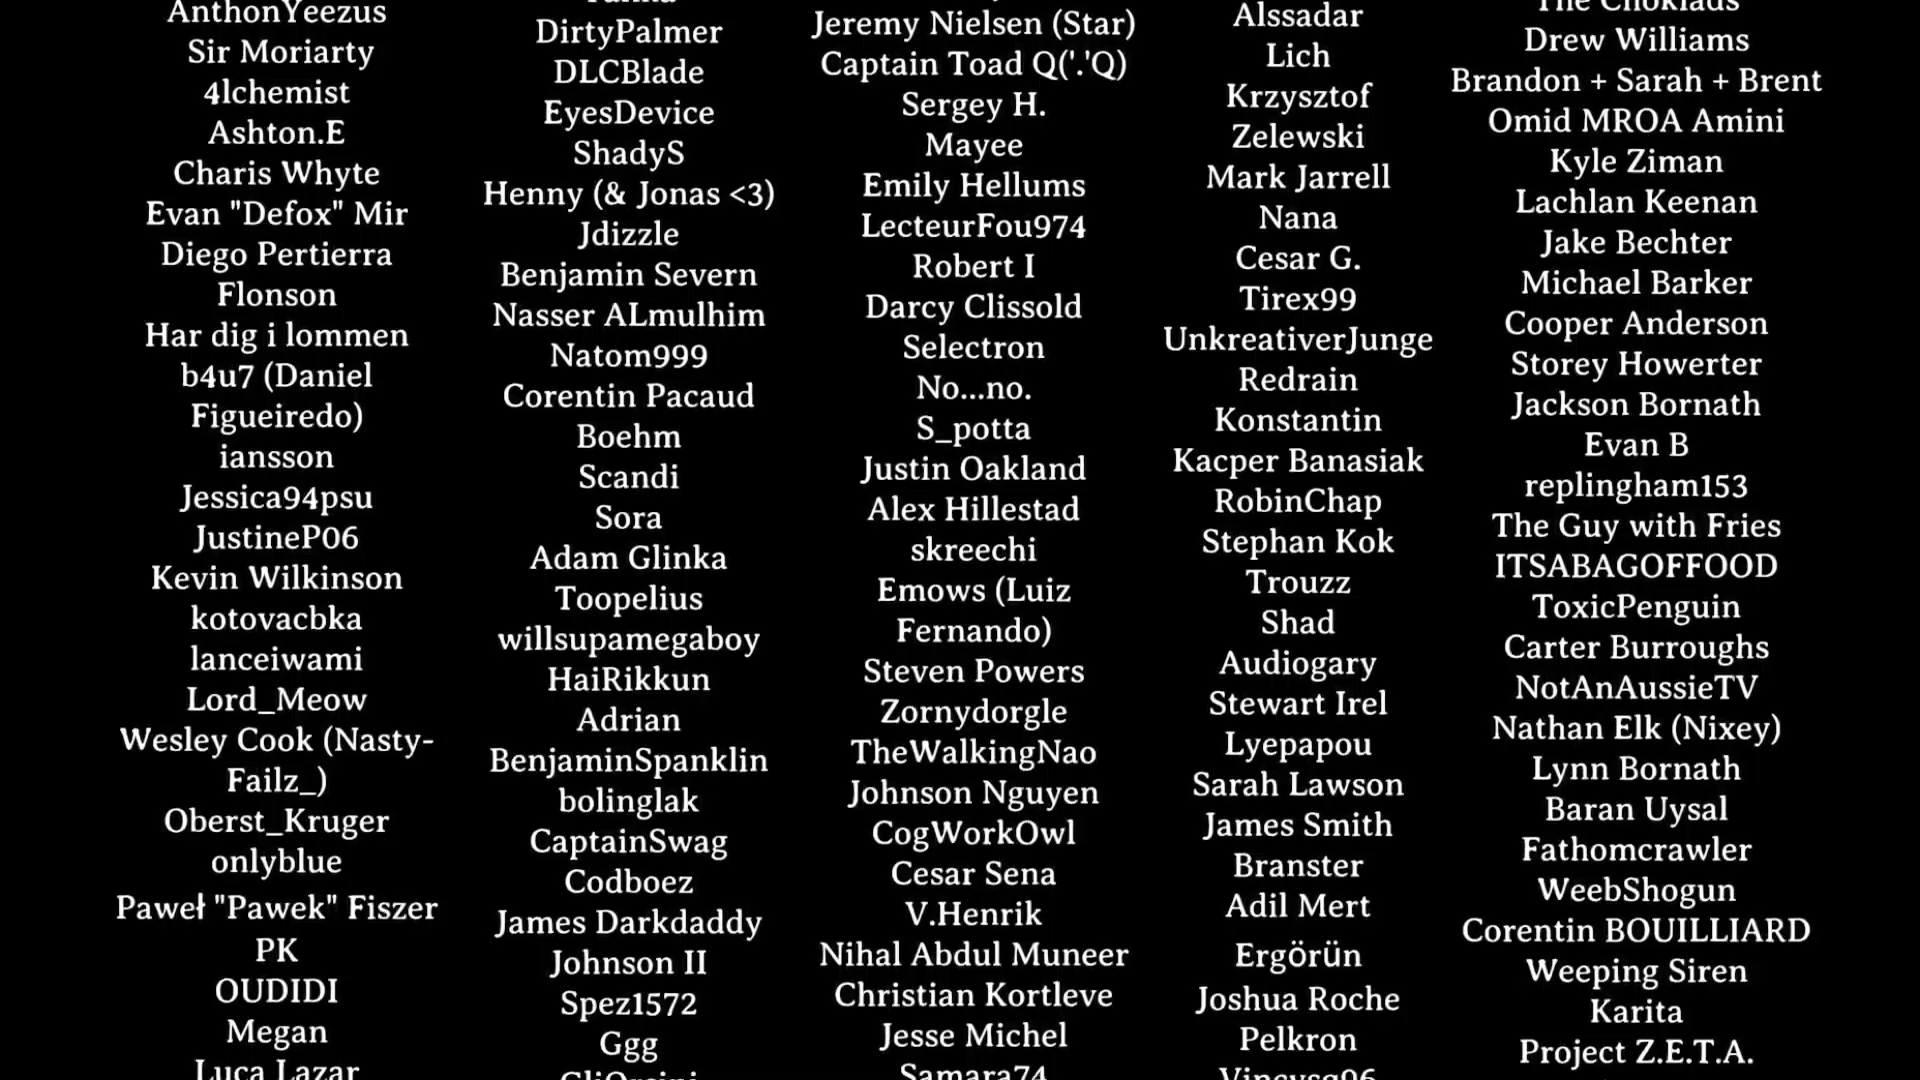 AnthonYeezus
Sir Moriarty
4lchemist
Ashton.E
Charis Whyte
Evan "Defox" Mir
Diego Pertierra
Flonson
Har dig i lommen
b4u7 (Daniel
Figueiredo)
iansson
Jessica94psu
JustineP06
Kevin Wilkinson
kotovacbka
lanceiwami
Lord_Meow
Wesley Cook (Nasty-
Failz_)
Oberst_Kruger
onlyblue
Paweł "Pawek" Fiszer
PK
OUDIDI
Megan
Luca Lazar
DirtyPalmer
DLCBlade
EyesDevice
ShadyS
Henny (& Jonas <3)
Jdizzle
Benjamin Severn
Nasser ALmulhim
Natom999
Corentin Pacaud
Boehm
Scandi
Sora
Adam Glinka
Toopelius
willsupamegaboy
HaiRikkun
Adrian
BenjaminSpanklin
bolinglak
CaptainSwag
Codboez
James Darkdaddy
Johnson II
Spez1572
Ggg
Jeremy Nielsen (Star)
Captain Toad Q('.'Q)
Sergey H.
Mayee
Emily Hellums
LecteurFou974
Robert I
Darcy Clissold
Selectron
No...no.
S_potta
Justin Oakland
Alex Hillestad
skreechi
Emows (Luiz
Fernando)
Steven Powers
Zornydorgle
TheWalkingNao
Johnson Nguyen
CogWorkOwl
Cesar Sena
V.Henrik
Nihal Abdul Muneer
Christian Kortleve
Jesse Michel
Samara74
Alssadar
Lich
Krzysztof
Zelewski
Mark Jarrell
Nana
Cesar G.
Tirex99
UnkreativerJunge
Redrain
Konstantin
Kacper Banasiak
RobinChap
Stephan Kok
Trouzz
Shad
Audiogary
Stewart Irel
Lyepapou
Sarah Lawson
James Smith
Branster
Adil Mert
Ergörün
Joshua Roche
Pelkron
The Choklads
Drew Williams
Brandon + Sarah + Brent
Omid MROA Amini
Kyle Ziman
Lachlan Keenan
Jake Bechter
Michael Barker
Cooper Anderson
Storey Howerter
Jackson Bornath
Evan B
replingham153
The Guy with Fries
ITSABAGOFFOOD
ToxicPenguin
Carter Burroughs
NotAnAussieTV
Nathan Elk (Nixey)
Lynn Bornath
Baran Uysal
Fathomcrawler
WeebShogun
Corentin BOUILLIARD
Weeping Siren
Karita
Project Z.E.T.A.